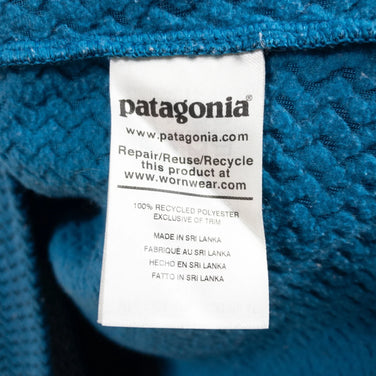 patagonia®
www.patagonia.com
Repair/Reuse/Recycle
this product at
www.wornwear.com
100% RECYCLED POLYESTER
EXCLUSIVE OF TRIM
MADE IN SRI LANKA
FABRIQUÉ AU SRI LANKA
HECHO EN SRI LANKA
FATTO IN SRI LANKA